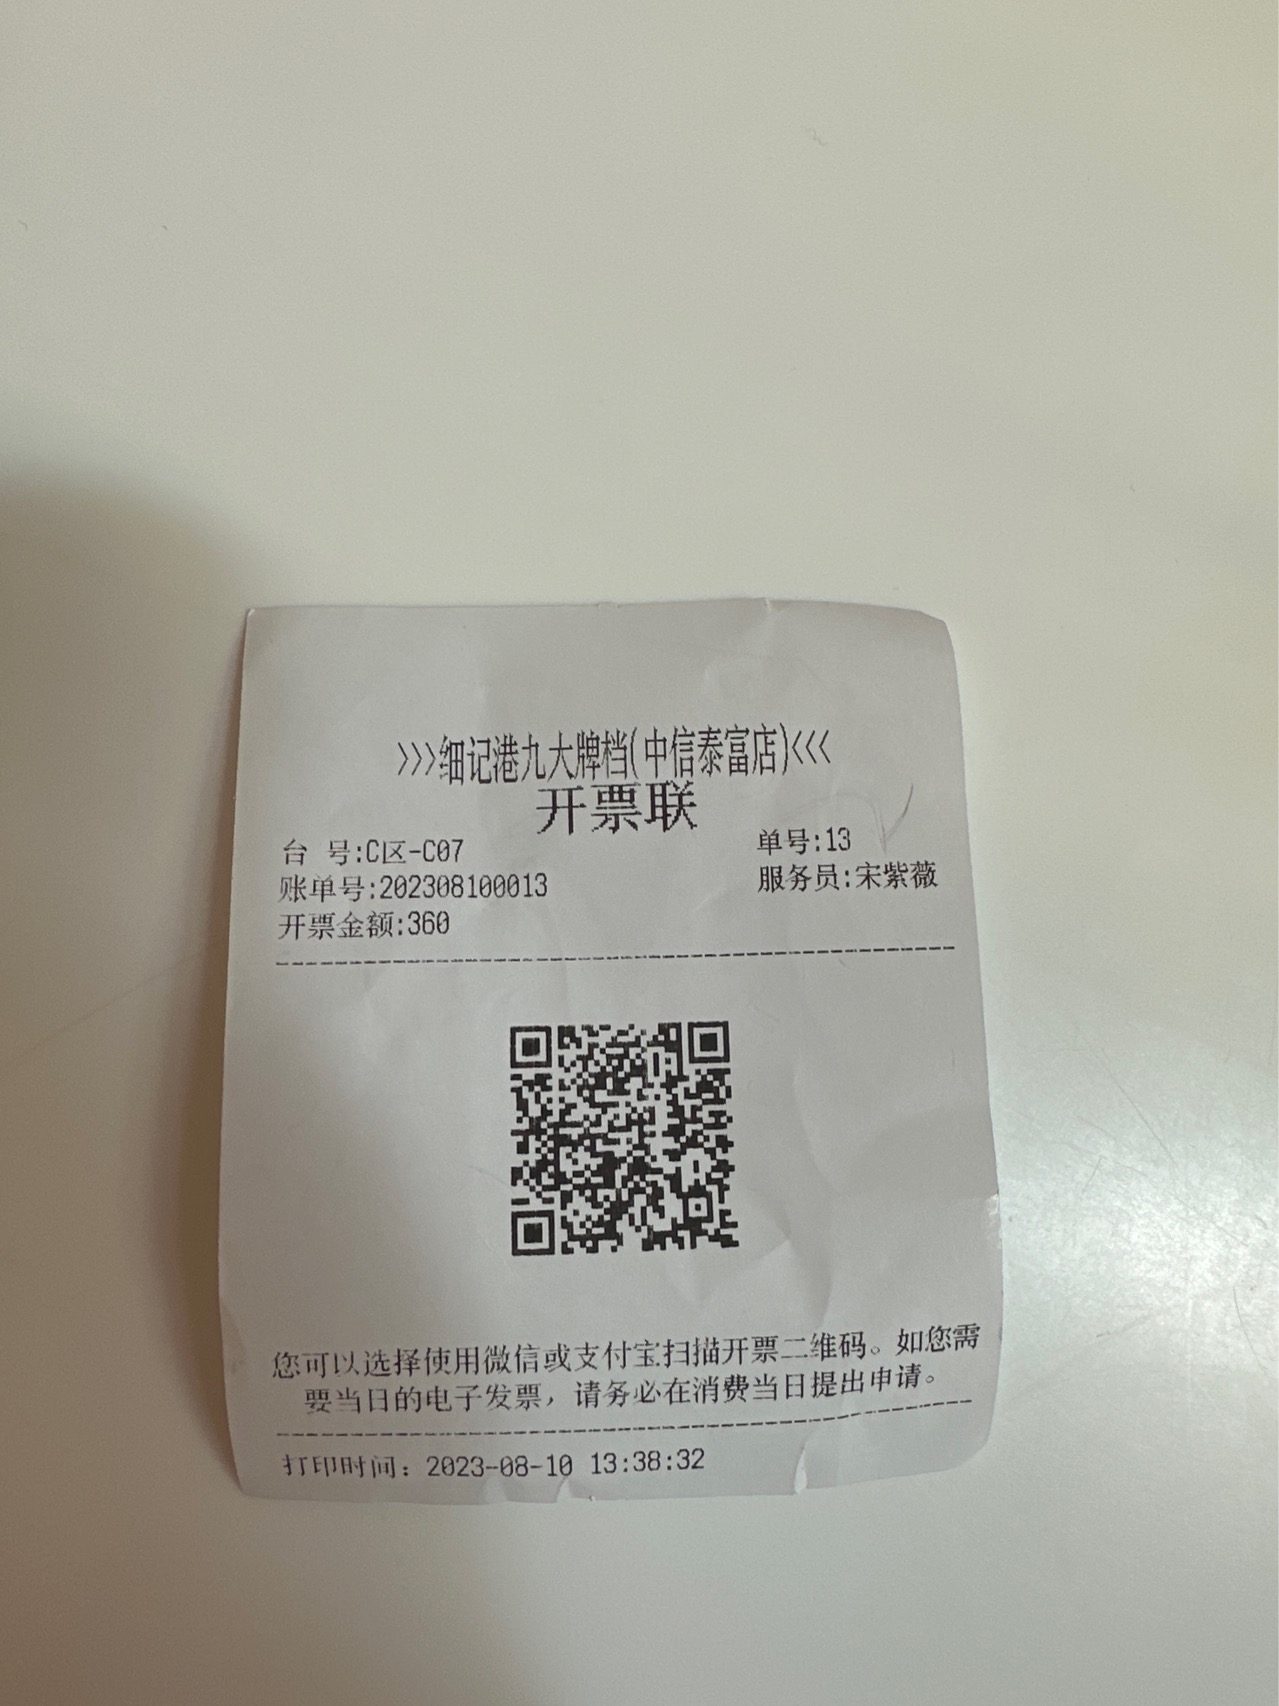 >>>细记港九大牌档(中信泰富店)<<<
开票联
台 号:C区-C07
单号:13
账单号:202308100013
服务员:宋紫薇
开票金额:360
您可以选择使用微信或支付宝扫描开票二维码。如您需
要当日的电子发票，请务必在消费当日提出申请。
打印时间：2023-08-10 13:38:32